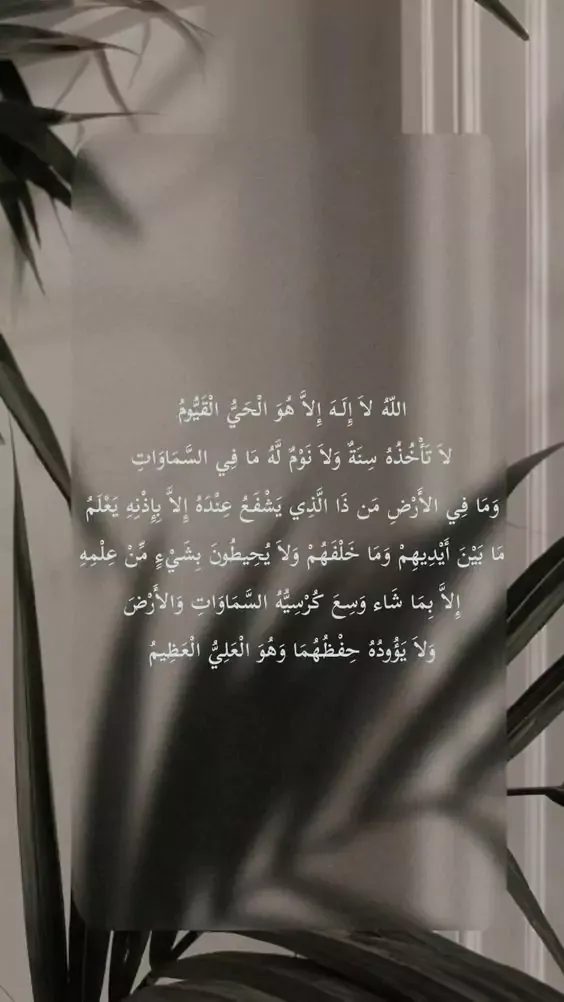 اللّهُ لاَ إِلَـهَ إِلاَّ هُوَ الْحَيُّ الْقَيُّومُ
لاَ تَأْخُذُهُ سِنَةٌ وَلاَ نَوْمٌ لَّهُ مَا فِي السَّمَاوَاتِ
وَمَا فِي الأَرْضِ مَن ذَا الَّذِي يَشْفَعُ عِنْدَهُ إِلاَّ بِإِذْنِهِ يَعْلَمُ
مَا بَيْنَ أَيْدِيهِمْ وَمَا خَلْفَهُمْ وَلاَ يُحِيطُونَ بِشَيْءٍ مِّنْ عِلْمِهِ
إِلاَّ بِمَا شَاء وَسِعَ كُرْسِيُّهُ السَّمَاوَاتِ وَالأَرْضَ
وَلاَ يَؤُودُهُ حِفْظُهُمَا وَهُوَ الْعَلِيُّ الْعَظِيمُ